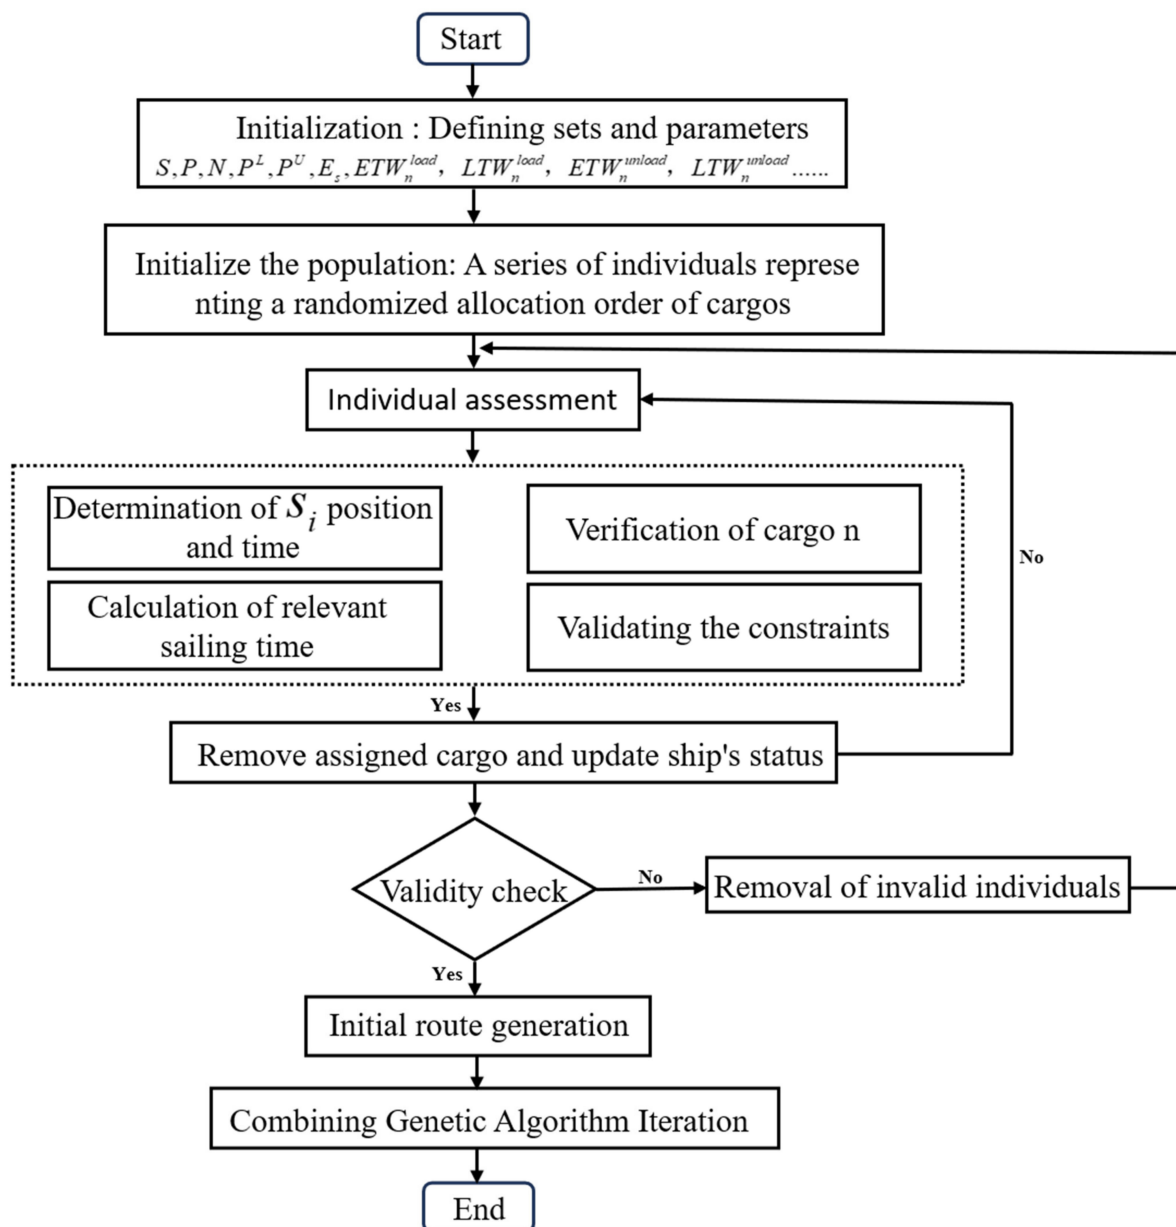 Start
Initialization : Defining sets and parameters
S, P, N, P^L, P^U, E_s, ETW_n^load, LTW_n^load, ETW_n^unload, LTW_n^unload ......
Initialize the population: A series of individuals represe
nting a randomized allocation order of cargos
Individual assessment
Determination of S_i position
and time
Verification of cargo n
Calculation of relevant
sailing time
Validating the constraints
No
Yes
Remove assigned cargo and update ship's status
Validity check
No
Removal of invalid individuals
Yes
Initial route generation
Combining Genetic Algorithm Iteration
End